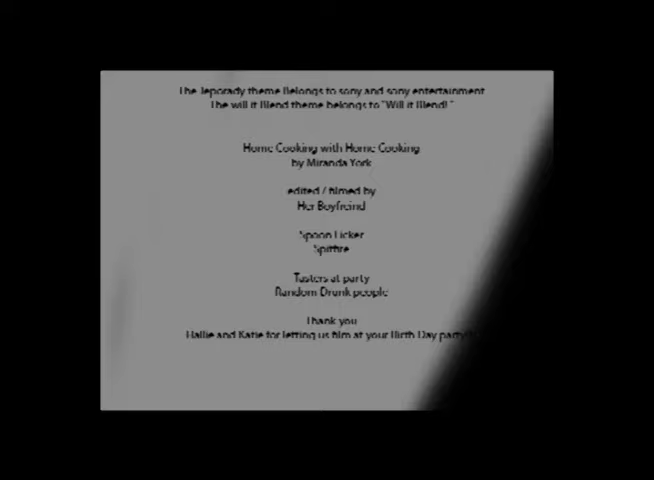 The Jeporady theme Belongs to sony and sony entertainment
The will it Blend theme belongs to "Will it Blend! "
Home Cooking with Home Cooking
by Miranda York
edited / filmed by
Her Boyfreind
Spoon Licker
Spitfire
Tasters at party
Random Drunk people
Thank you
Hallie and Katie for letting us film at your Birth Day party